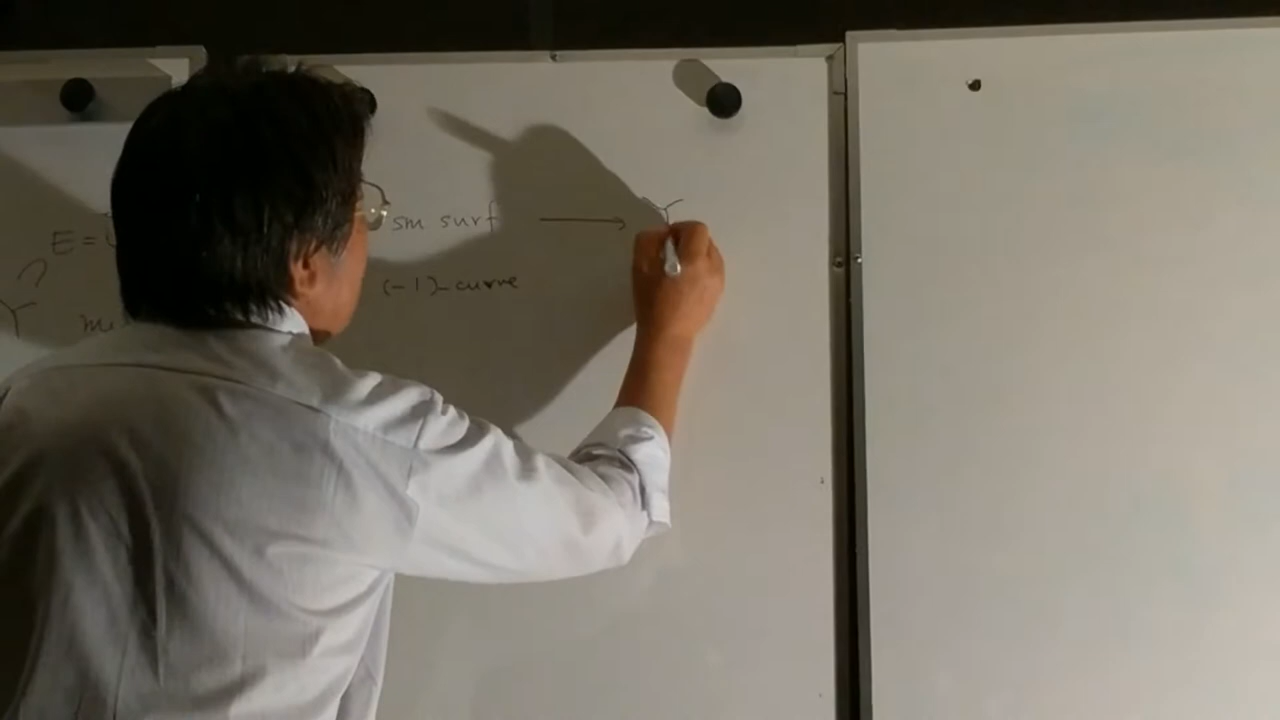 E =
Y
sm surf ⟶ Y
(-1)-curve